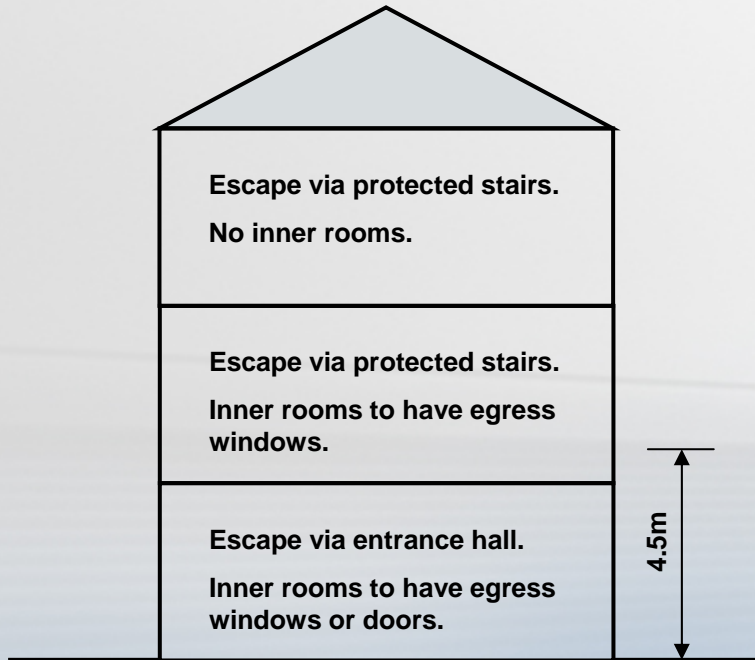 Escape via protected stairs.
No inner rooms.
Escape via protected stairs.
Inner rooms to have egress
windows.
4.5m
Escape via entrance hall.
Inner rooms to have egress
windows or doors.